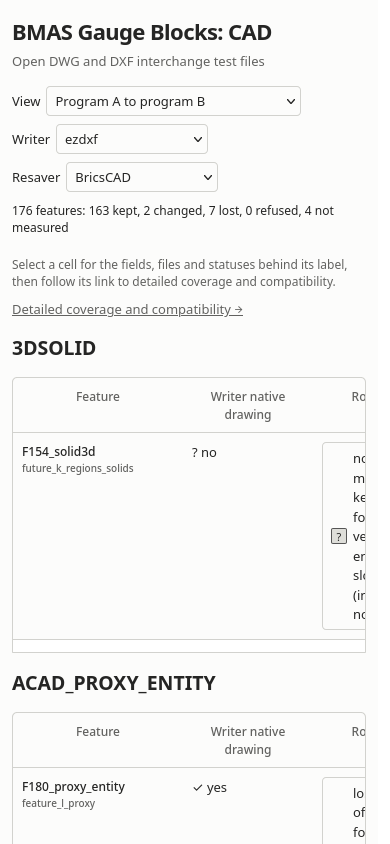 BMAS Gauge Blocks: CAD
Open DWG and DXF interchange test files
View Program A to program B
Writer ezdxf
Resaver BricsCAD
176 features: 163 kept, 2 changed, 7 lost, 0 refused, 4 not
measured
Select a cell for the fields, files and statuses behind its label,
then follow its link to detailed coverage and compatibility.
Detailed coverage and compatibility →
3DSOLID
Feature Writer native
drawing
F154_solid3d ? no
future_k_regions_solids
?
ACAD_PROXY_ENTITY
Feature Writer native
drawing
F180_proxy_entity ✓ yes
feature_l_proxy